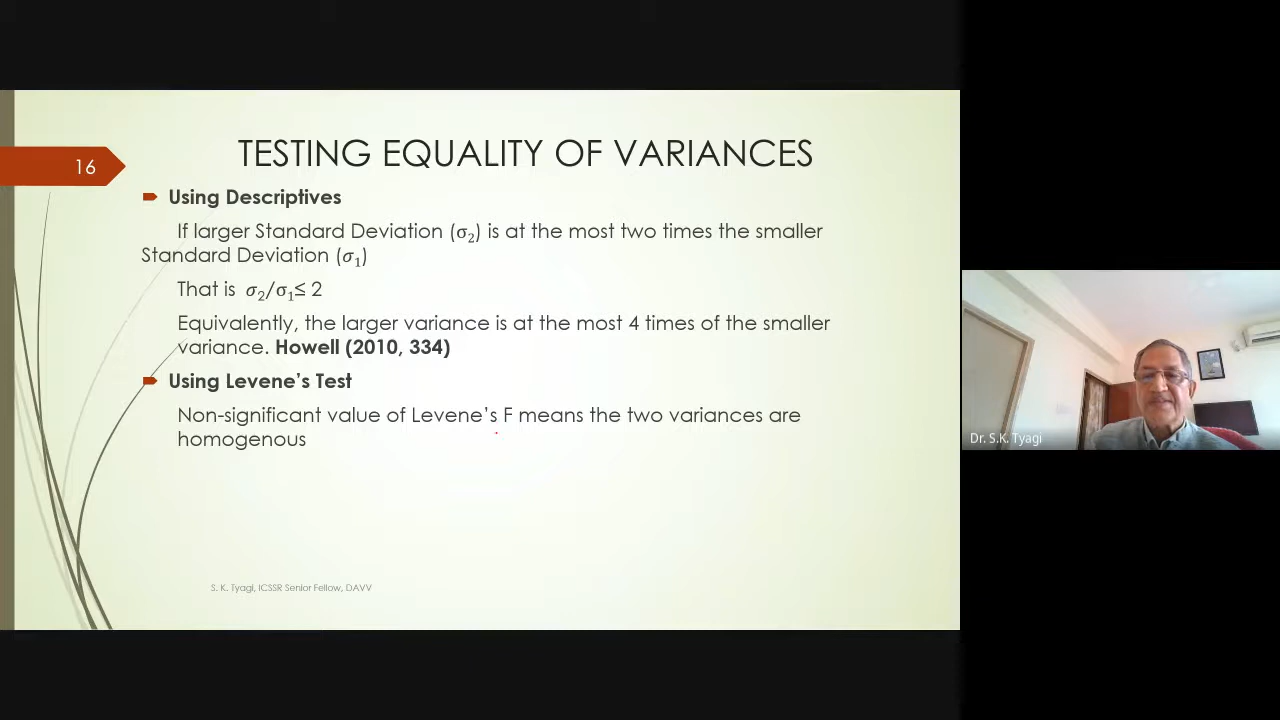 16
TESTING EQUALITY OF VARIANCES
Using Descriptives
If larger Standard Deviation (σ₂) is at the most two times the smaller
Standard Deviation (σ₁)
That is σ₂/σ₁≤ 2
Equivalently, the larger variance is at the most 4 times of the smaller
variance. Howell (2010, 334)
Using Levene’s Test
Non-significant value of Levene’s F means the two variances are
homogenous
S. K. Tyagi, ICSSR Senior Fellow, DAVV
Dr. S.K. Tyagi